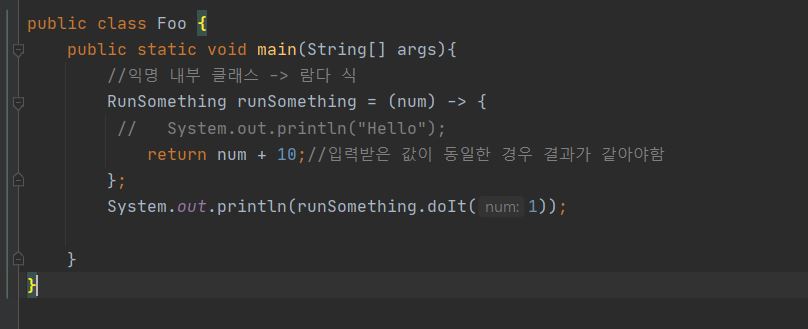 public class Foo {
public static void main(String[] args){
//익명 내부 클래스 -> 람다 식
RunSomething runSomething = (num) -> {
//   System.out.println("Hello");
return num + 10;//입력받은 값이 동일한 경우 결과가 같아야함
};
System.out.println(runSomething.doIt( num: 1));
}
}